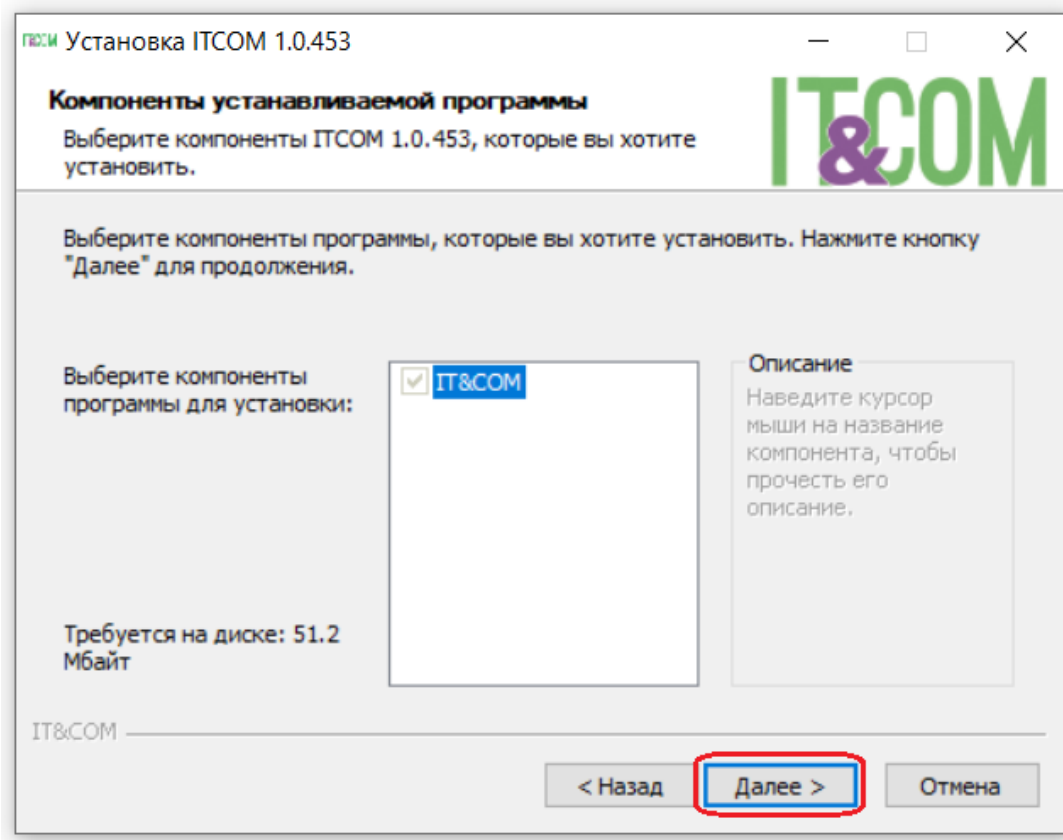 IT&COM Установка ITCOM 1.0.453
Компоненты устанавливаемой программы
Выберите компоненты ITCOM 1.0.453, которые вы хотите
установить.
IT&COM
Выберите компоненты программы, которые вы хотите установить. Нажмите кнопку
"Далее" для продолжения.
Выберите компоненты
программы для установки:
IT&COM
Описание
Наведите курсор
мыши на название
компонента, чтобы
прочесть его
описание.
Требуется на диске: 51.2
Мбайт
IT&COM
< Назад
Далее >
Отмена